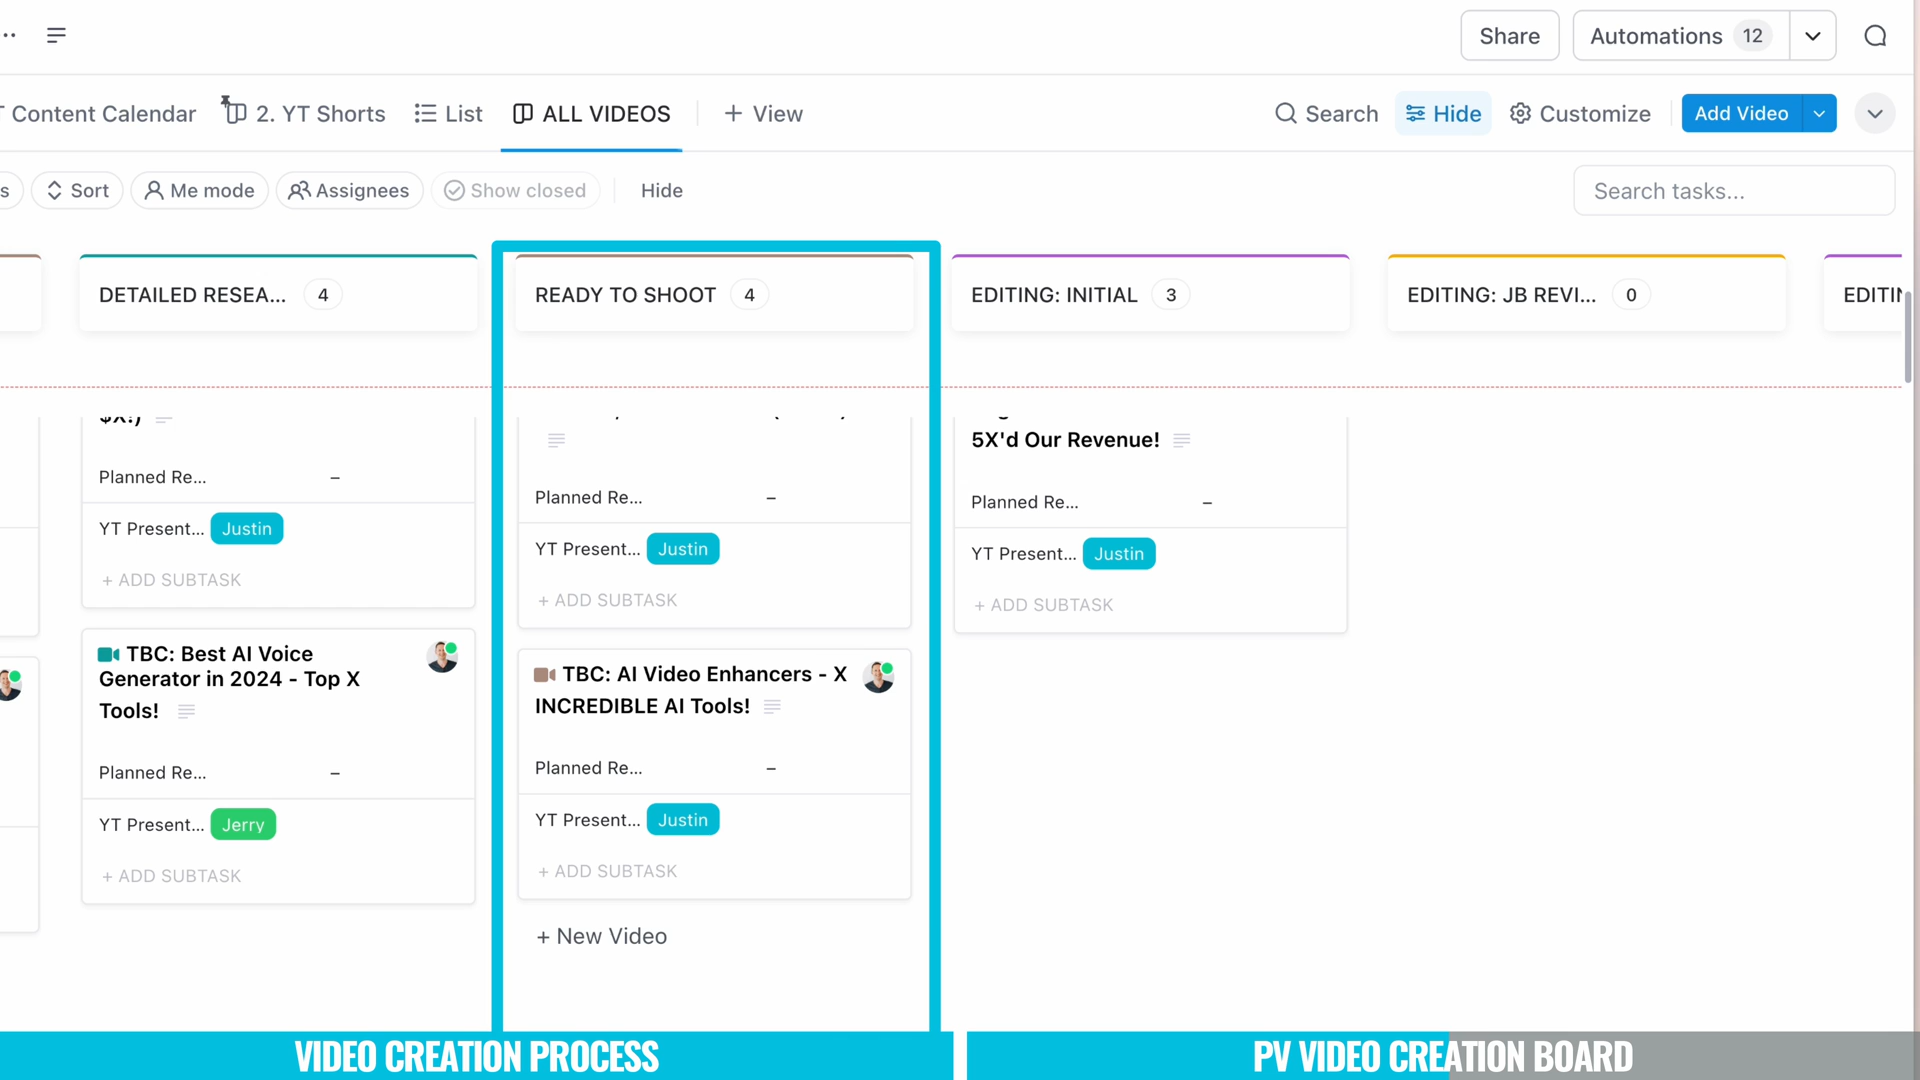 Share
Automations 12
Content Calendar
2. YT Shorts
List
ALL VIDEOS
+ View
Search
Hide
Customize
Add Video
s
Sort
Me mode
Assignees
Show closed
Hide
Search tasks...
DETAILED RESEA... 4
READY TO SHOOT 4
EDITING: INITIAL 3
EDITING: JB REVI... 0
EDITIN
$X!)
Planned Re... –
YT Present... Justin
+ ADD SUBTASK
TBC: Best AI Voice
Generator in 2024 - Top X
Tools!
Planned Re... –
YT Present... Jerry
+ ADD SUBTASK
Planned Re... –
YT Present... Justin
+ ADD SUBTASK
TBC: AI Video Enhancers - X
INCREDIBLE AI Tools!
Planned Re... –
YT Present... Justin
+ ADD SUBTASK
+ New Video
5X'd Our Revenue!
Planned Re... –
YT Present... Justin
+ ADD SUBTASK
VIDEO CREATION PROCESS
PV VIDEO CREATION BOARD